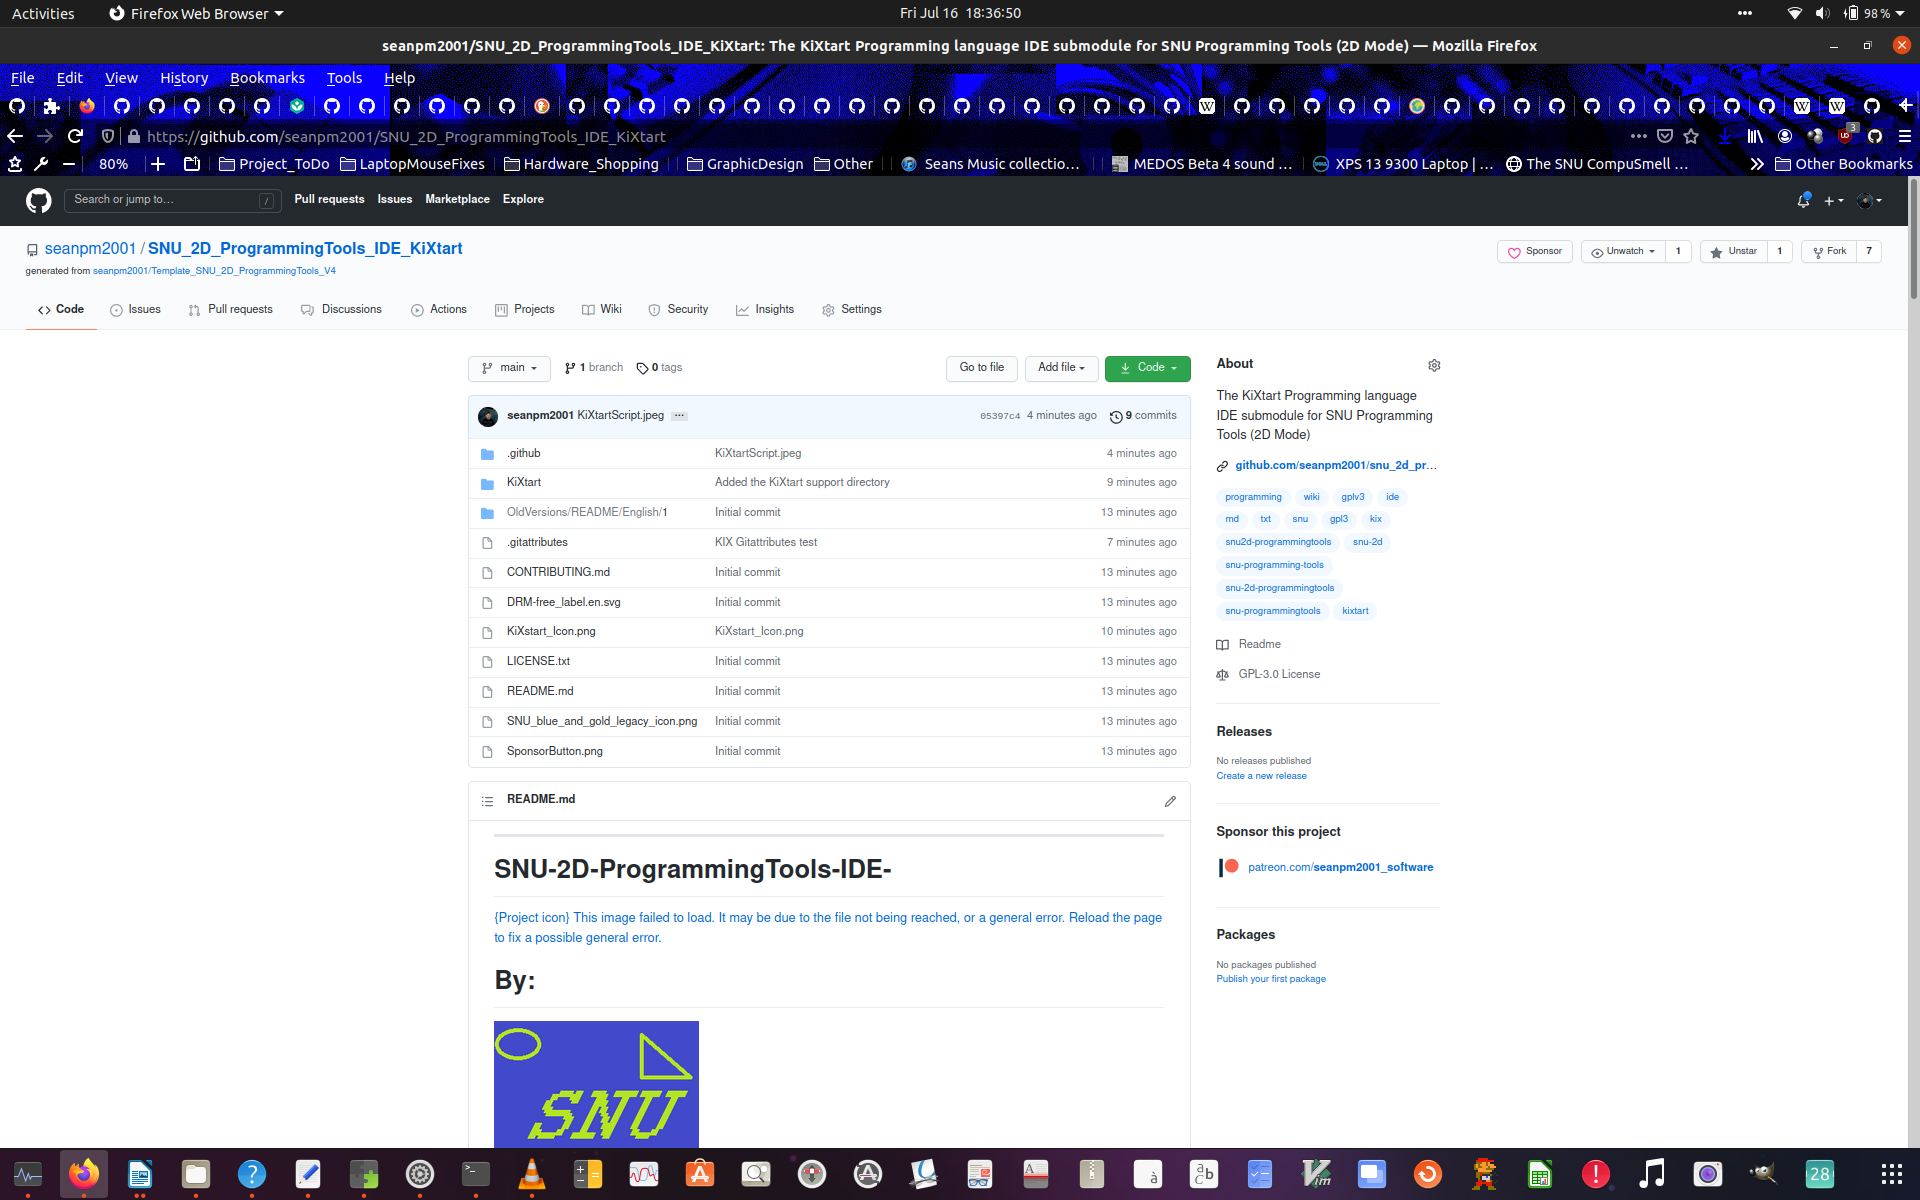 Activities Firefox Web Browser Fri Jul 16 18:36:50 98 %
seanpm2001/SNU_2D_ProgrammingTools_IDE_KiXtart: The KiXtart Programming language IDE submodule for SNU Programming Tools (2D Mode) — Mozilla Firefox
File Edit View History Bookmarks Tools Help
https://github.com/seanpm2001/SNU_2D_ProgrammingTools_IDE_KiXtart 3
80% Project_ToDo LaptopMouseFixes Hardware_Shopping GraphicDesign Other Seans Music collectio… MEDOS Beta 4 sound … XPS 13 9300 Laptop | … The SNU CompuSmell … Other Bookmarks
Search or jump to… / Pull requests Issues Marketplace Explore
seanpm2001 / SNU_2D_ProgrammingTools_IDE_KiXtart Sponsor Unwatch 1 Unstar 1 Fork 7
generated from seanpm2001/Template_SNU_2D_ProgrammingTools_V4
Code Issues Pull requests Discussions Actions Projects Wiki Security Insights Settings
main 1 branch 0 tags Go to file Add file Code
seanpm2001 KiXtartScript.jpeg … 05397c4 4 minutes ago 9 commits
.github KiXtartScript.jpeg 4 minutes ago
KiXtart Added the KiXtart support directory 9 minutes ago
OldVersions/README/English/1 Initial commit 13 minutes ago
.gitattributes KIX Gitattributes test 7 minutes ago
CONTRIBUTING.md Initial commit 13 minutes ago
DRM-free_label.en.svg Initial commit 13 minutes ago
KiXstart_Icon.png KiXstart_Icon.png 10 minutes ago
LICENSE.txt Initial commit 13 minutes ago
README.md Initial commit 13 minutes ago
SNU_blue_and_gold_legacy_icon.png Initial commit 13 minutes ago
SponsorButton.png Initial commit 13 minutes ago
README.md
SNU-2D-ProgrammingTools-IDE-
{Project icon} This image failed to load. It may be due to the file not being reached, or a general error. Reload the page
to fix a possible general error.
By:
SNU
About
The KiXtart Programming language
IDE submodule for SNU Programming
Tools (2D Mode)
github.com/seanpm2001/snu_2d_pr…
programming wiki gplv3 ide
md txt snu gpl3 kix
snu2d-programmingtools snu-2d
snu-programming-tools
snu-2d-programmingtools
snu-programmingtools kixtart
Readme
GPL-3.0 License
Releases
No releases published
Create a new release
Sponsor this project
patreon.com/seanpm2001_software
Packages
No packages published
Publish your first package
28